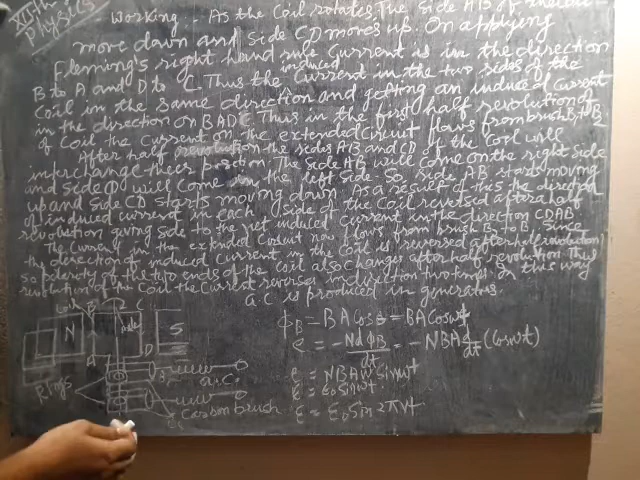 XIIth
physics
Working - As the Coil rotates the side AB of
move down and side CD moves up. On applying
Fleming's right hand rule Current is in the direction
induced
B to A and D to C. Thus the Current in the two sides of the
Coil in the same direction and getting an induced current
in the direction on BADC. Thus in the first half revolution
of Coil the Current on the extended Circuit flows from brush B1 to B2
After half revolution the sides AB and CD of the Coil will
interchange their position. The side AB will come on the right side
and side CD will come on the left side. So, side AB starts moving
up and side CD starts moving down As a result of this the direction
of induced current in each side of the Coil reversed after half
revolution giving side to the net induced Current in the direction CDAB
The Current in the extended Circuit now flows from brush B2 to B1 Since
the direction of induced current in the Coil is reversed after half revolution
so polarity of the two ends of the Coil also changes after half revolution Thus
revolution of the Coil the Current reverses in direction two times In this way
a.c is produced in generator.
ΦB = BA Cosθ = BA Cosωt
e = -NdΦB/dt = -NBA d/dt (Cosωt)
e = NBAω Sinωt
ε = ε0 Sinωt
ε = ε0 Sin 2πνt
B C
N S
A D
Rings
a.c.
Carbon brush